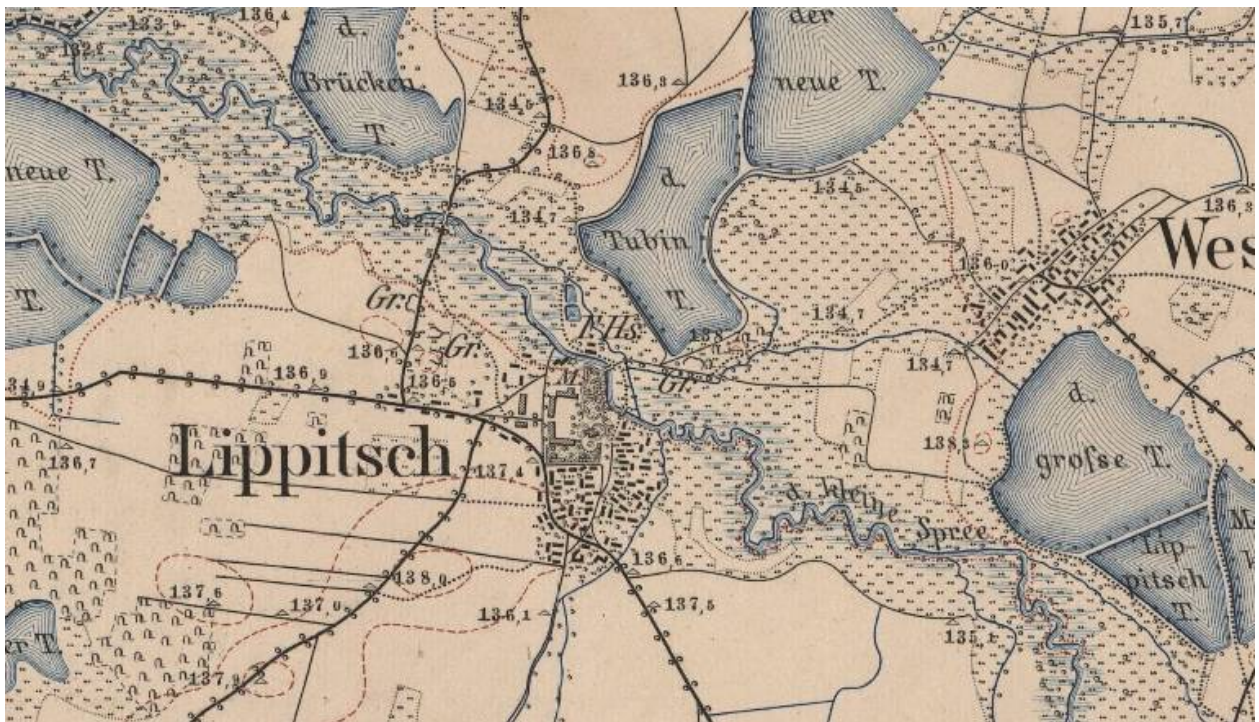 136,4
d.
der
135,7
133,9
Brücken
T.
134,5
136,3
neue T.
136,8
neue T.
d.
134,5
134,7
Tubin
T.
136,8
Wes
136,0
Gr.
T.
F. Hs.
134,7
136,6
Gr.
134,7
136,9
136,5
M.
Gr.
d.
Lippitsch
138,3
große T.
136,7
137,4
d. kleine Spree
M
Lip-
pitsch
T.
136,6
138,0
137,6
137,0
136,1
137,5
135,1
er T.
137,9